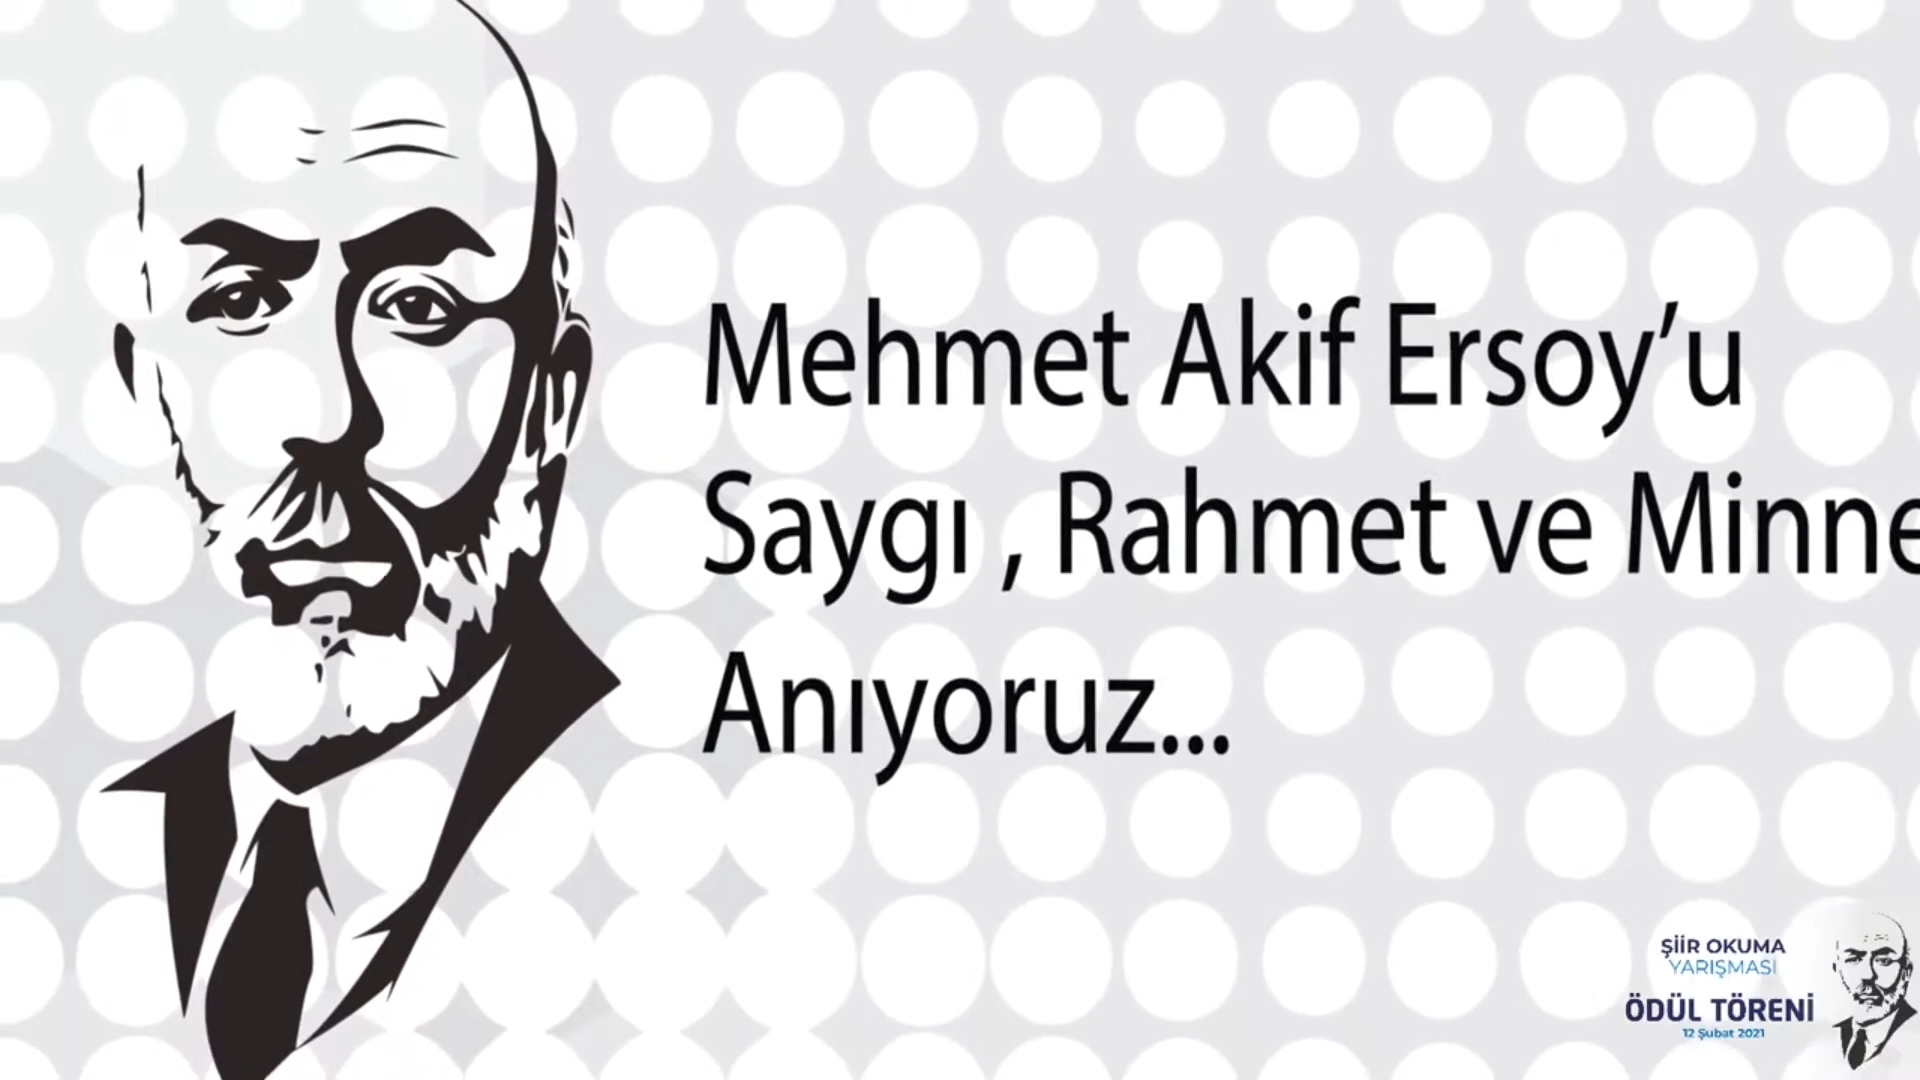 Mehmet Akif Ersoy’u
Saygı , Rahmet ve Minne
Anıyoruz...
ŞİİR OKUMA
YARIŞMASI
ÖDÜL TÖRENİ
12 Şubat 2021